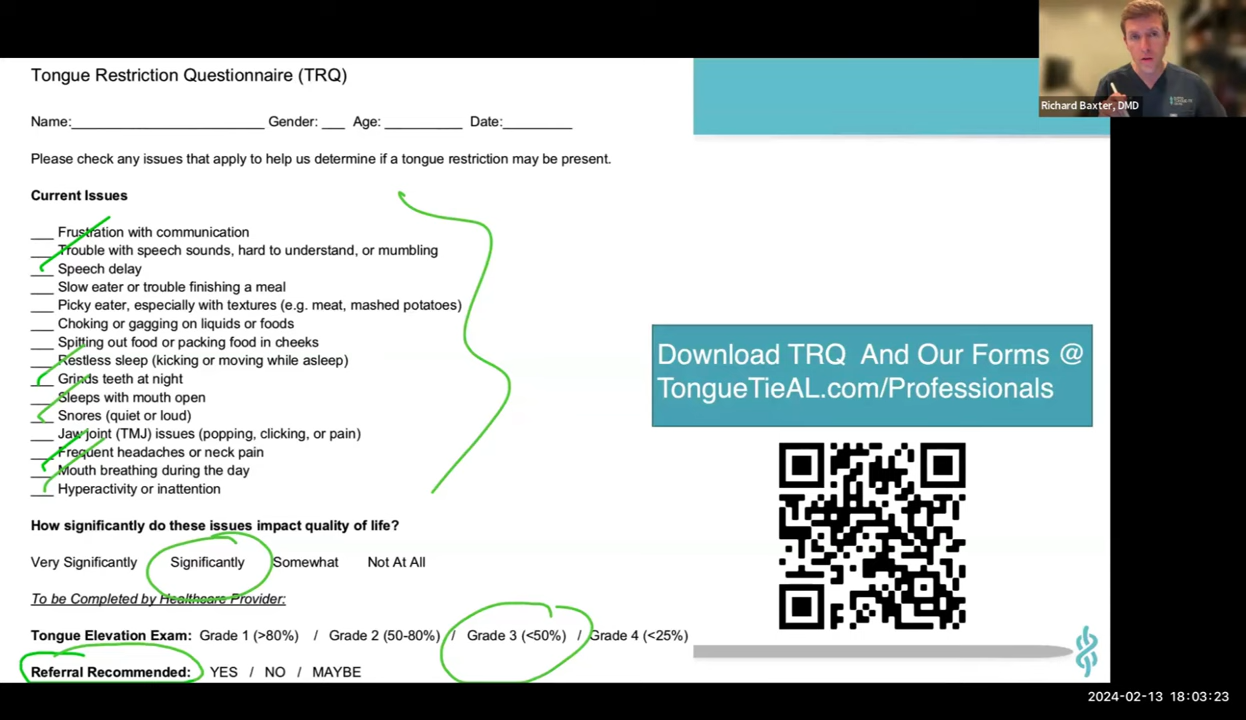 Richard Baxter, DMD
Tongue Restriction Questionnaire (TRQ)
Name:_________________________ Gender: ___ Age: __________ Date:_________
Please check any issues that apply to help us determine if a tongue restriction may be present.
Current Issues
___ Frustration with communication
___ Trouble with speech sounds, hard to understand, or mumbling
___ Speech delay
___ Slow eater or trouble finishing a meal
___ Picky eater, especially with textures (e.g. meat, mashed potatoes)
___ Choking or gagging on liquids or foods
___ Spitting out food or packing food in cheeks
___ Restless sleep (kicking or moving while asleep)
___ Grinds teeth at night
___ Sleeps with mouth open
___ Snores (quiet or loud)
___ Jaw joint (TMJ) issues (popping, clicking, or pain)
___ Frequent headaches or neck pain
___ Mouth breathing during the day
___ Hyperactivity or inattention
How significantly do these issues impact quality of life?
Very Significantly Significantly Somewhat Not At All
To be Completed by Healthcare Provider:
Tongue Elevation Exam: Grade 1 (>80%) / Grade 2 (50-80%) / Grade 3 (<50%) / Grade 4 (<25%)
Referral Recommended: YES / NO / MAYBE
Download TRQ And Our Forms @
TongueTieAL.com/Professionals
2024-02-13 18:03:23